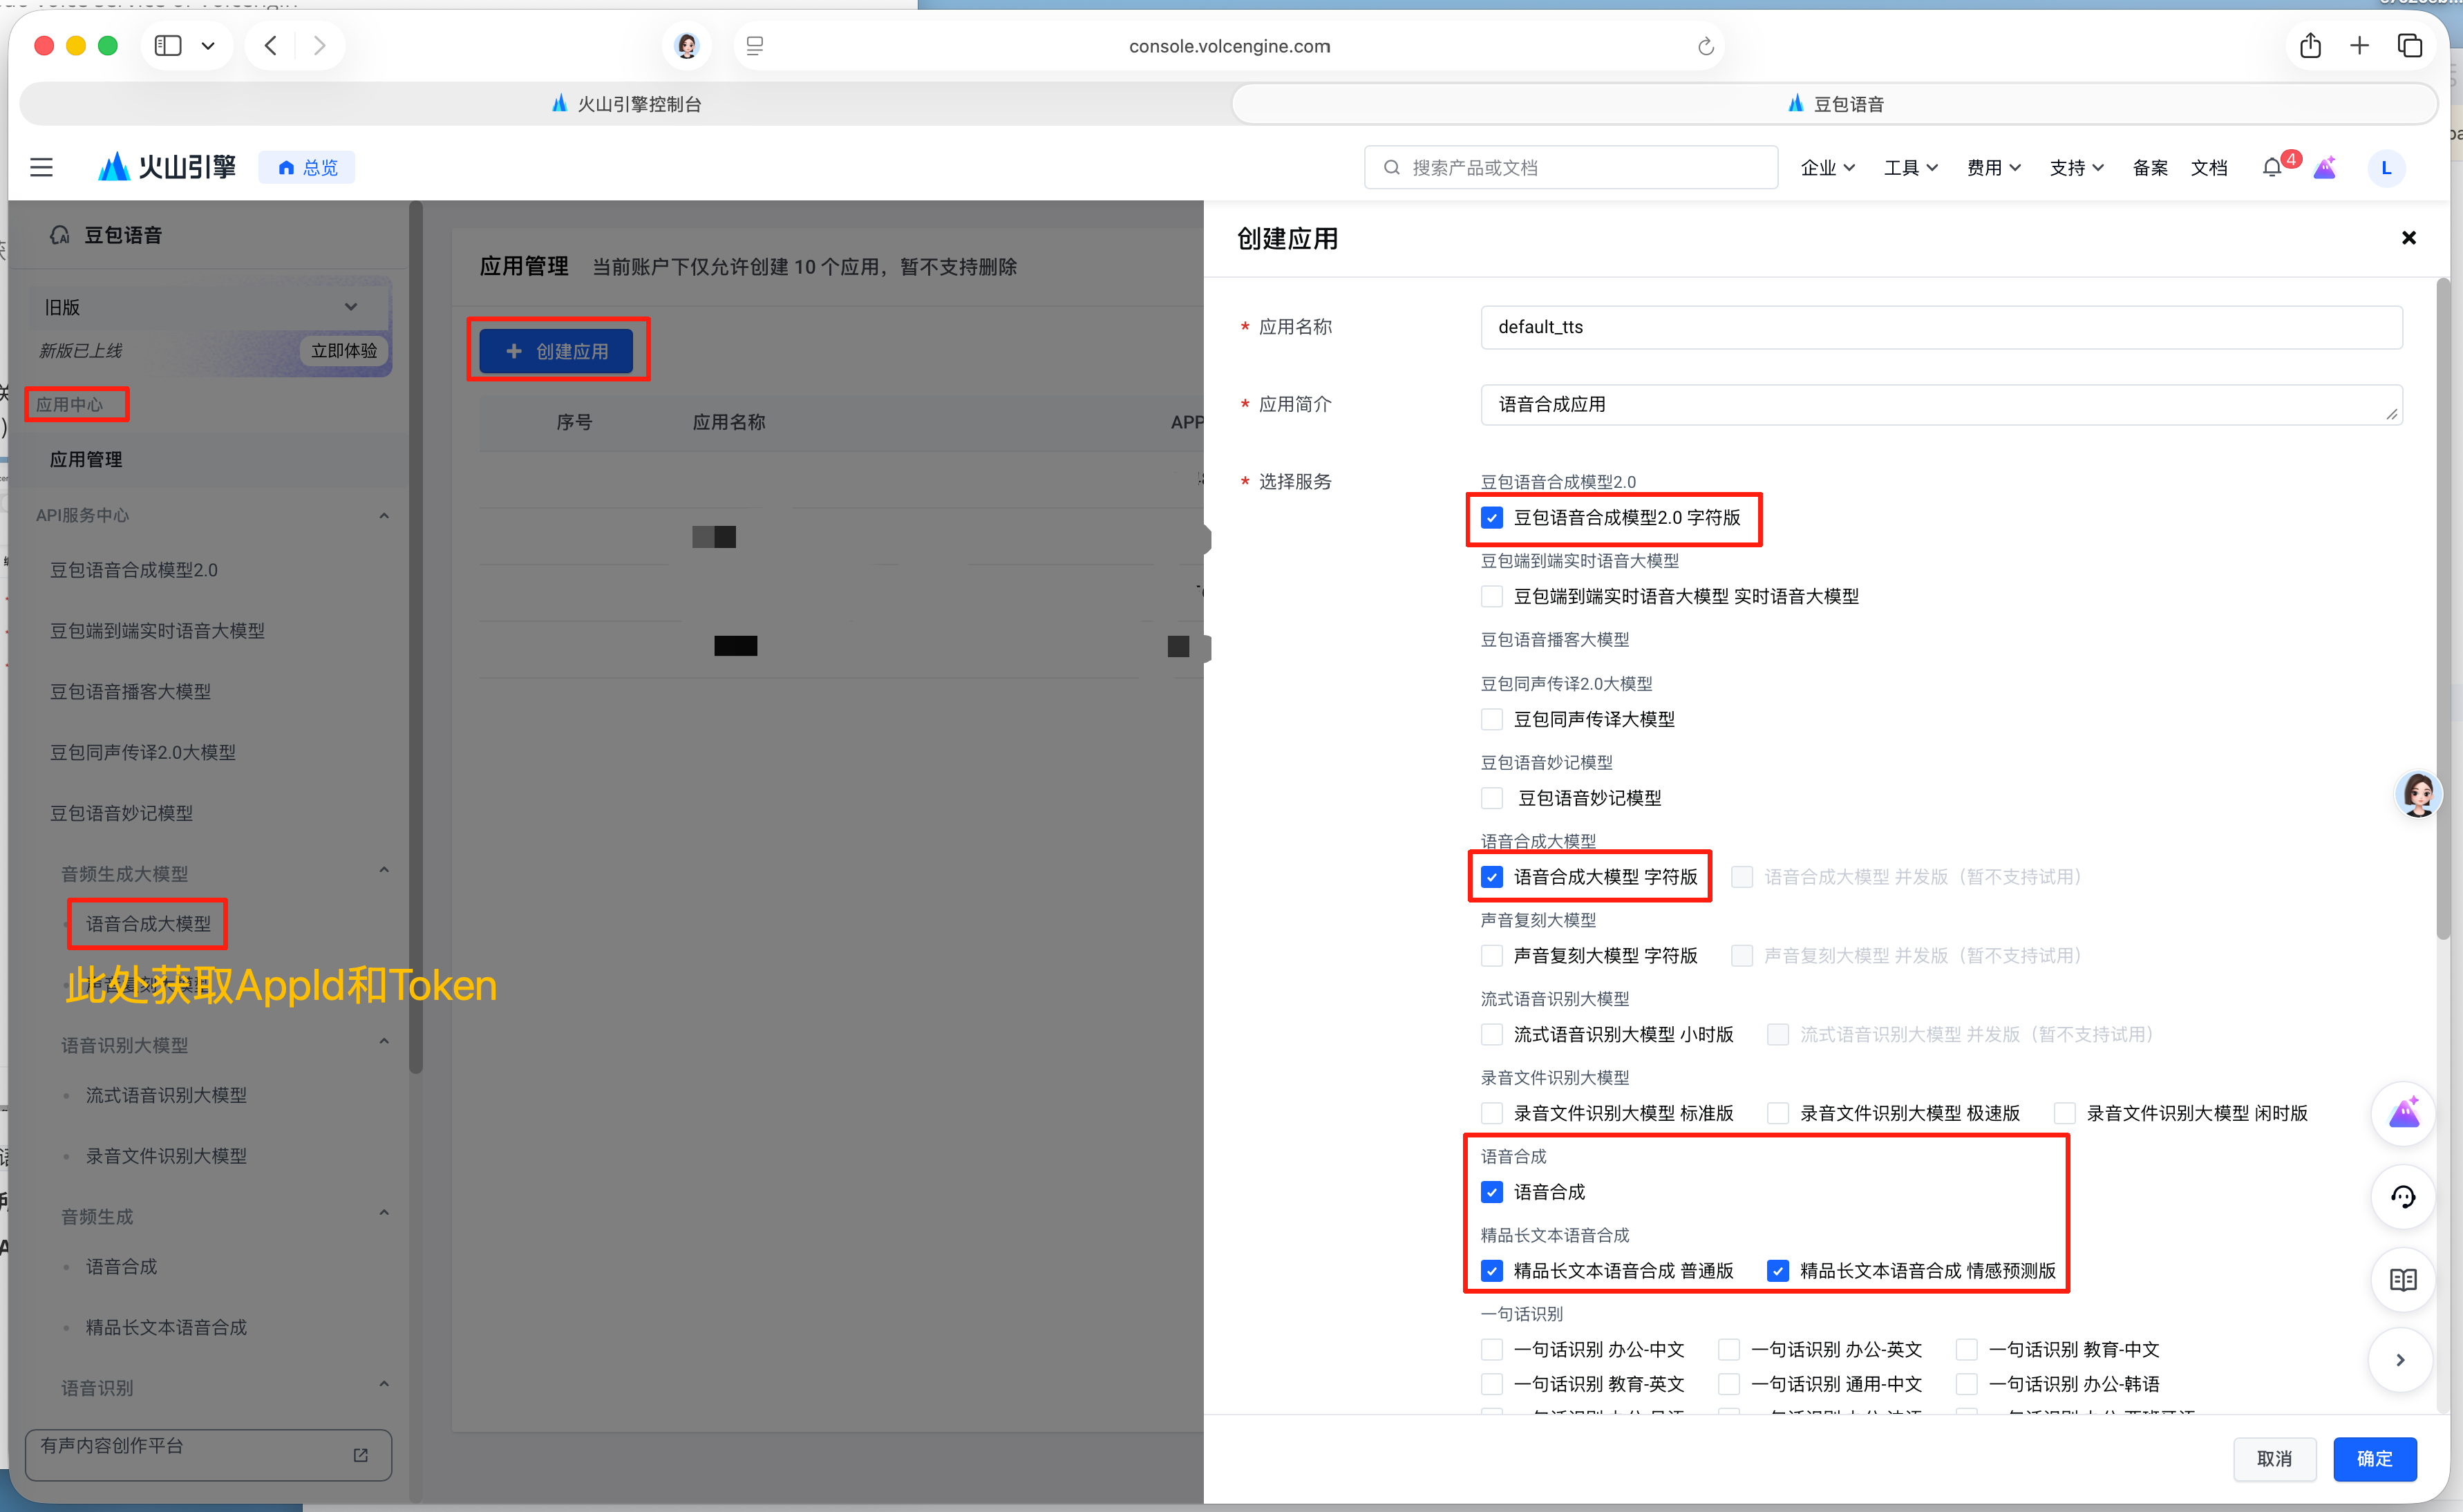 console.volcengine.com
火山引擎控制台
豆包语音
火山引擎
总览
搜索产品或文档
企业
工具
费用
支持
备案
文档
4
L
豆包语音
旧版
新版已上线
立即体验
应用中心
应用管理
API服务中心
豆包语音合成模型2.0
豆包端到端实时语音大模型
豆包语音播客大模型
豆包同声传译2.0大模型
豆包语音妙记模型
音频生成大模型
语音合成大模型
声音复刻大模型
此处获取AppId和Token
语音识别大模型
流式语音识别大模型
录音文件识别大模型
音频生成
语音合成
精品长文本语音合成
语音识别
有声内容创作平台
应用管理 当前账户下仅允许创建 10 个应用，暂不支持删除
+ 创建应用
序号 应用名称 APP
创建应用
* 应用名称 default_tts
* 应用简介 语音合成应用
* 选择服务 豆包语音合成模型2.0
豆包语音合成模型2.0 字符版
豆包端到端实时语音大模型
豆包端到端实时语音大模型 实时语音大模型
豆包语音播客大模型
豆包同声传译2.0大模型
豆包同声传译大模型
豆包语音妙记模型
豆包语音妙记模型
语音合成大模型
语音合成大模型 字符版 语音合成大模型 并发版（暂不支持试用）
声音复刻大模型
声音复刻大模型 字符版 声音复刻大模型 并发版（暂不支持试用）
流式语音识别大模型
流式语音识别大模型 小时版 流式语音识别大模型 并发版（暂不支持试用）
录音文件识别大模型
录音文件识别大模型 标准版 录音文件识别大模型 极速版 录音文件识别大模型 闲时版
语音合成
语音合成
精品长文本语音合成
精品长文本语音合成 普通版 精品长文本语音合成 情感预测版
一句话识别
一句话识别 办公-中文 一句话识别 办公-英文 一句话识别 教育-中文
一句话识别 教育-英文 一句话识别 通用-中文 一句话识别 办公-韩语
取消
确定